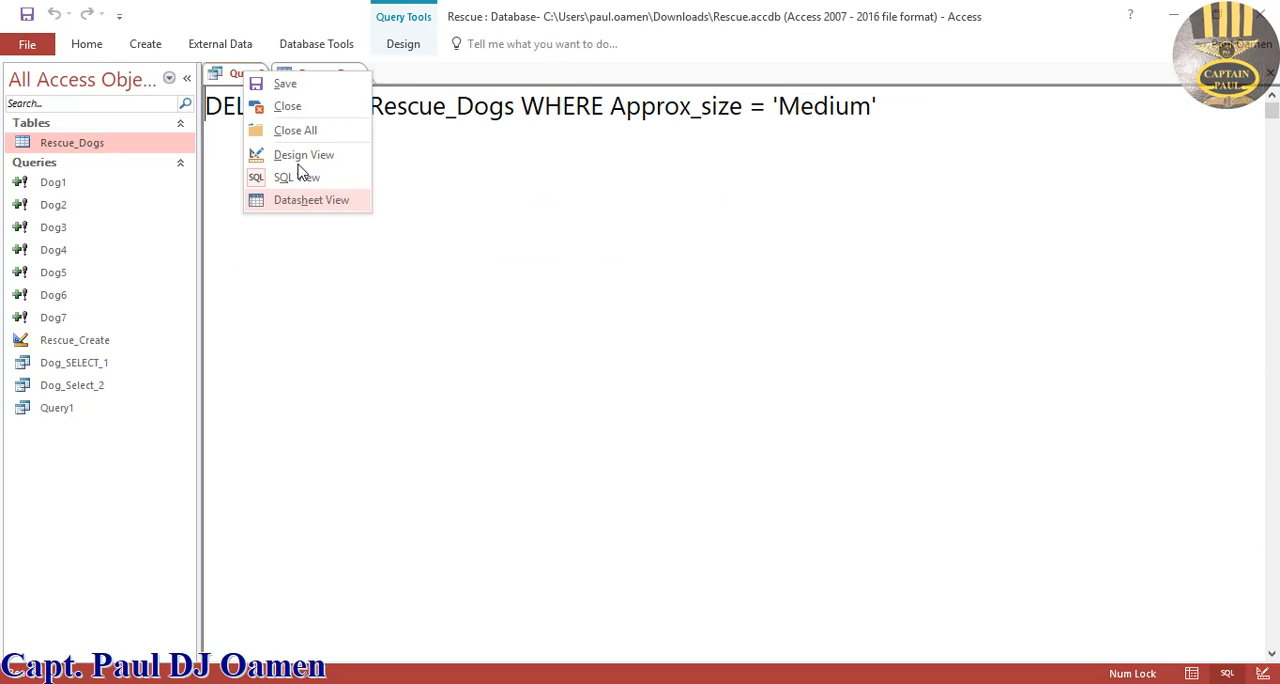 Query Tools
Rescue : Database- C:\Users\paul.oamen\Downloads\Rescue.accdb (Access 2007 - 2016 file format) - Access
?
File
Home
Create
External Data
Database Tools
Design
Tell me what you want to do...
All Access Obje...
Search...
Tables
Rescue_Dogs
Queries
Dog1
Dog2
Dog3
Dog4
Dog5
Dog6
Dog7
Rescue_Create
Dog_SELECT_1
Dog_Select_2
Query1
Save
Close
Close All
Design View
SQL View
Datasheet View
Rescue_Dogs WHERE Approx_size = 'Medium'
CAPTAIN
PAUL
Capt. Paul DJ Oamen
Num Lock
SQL